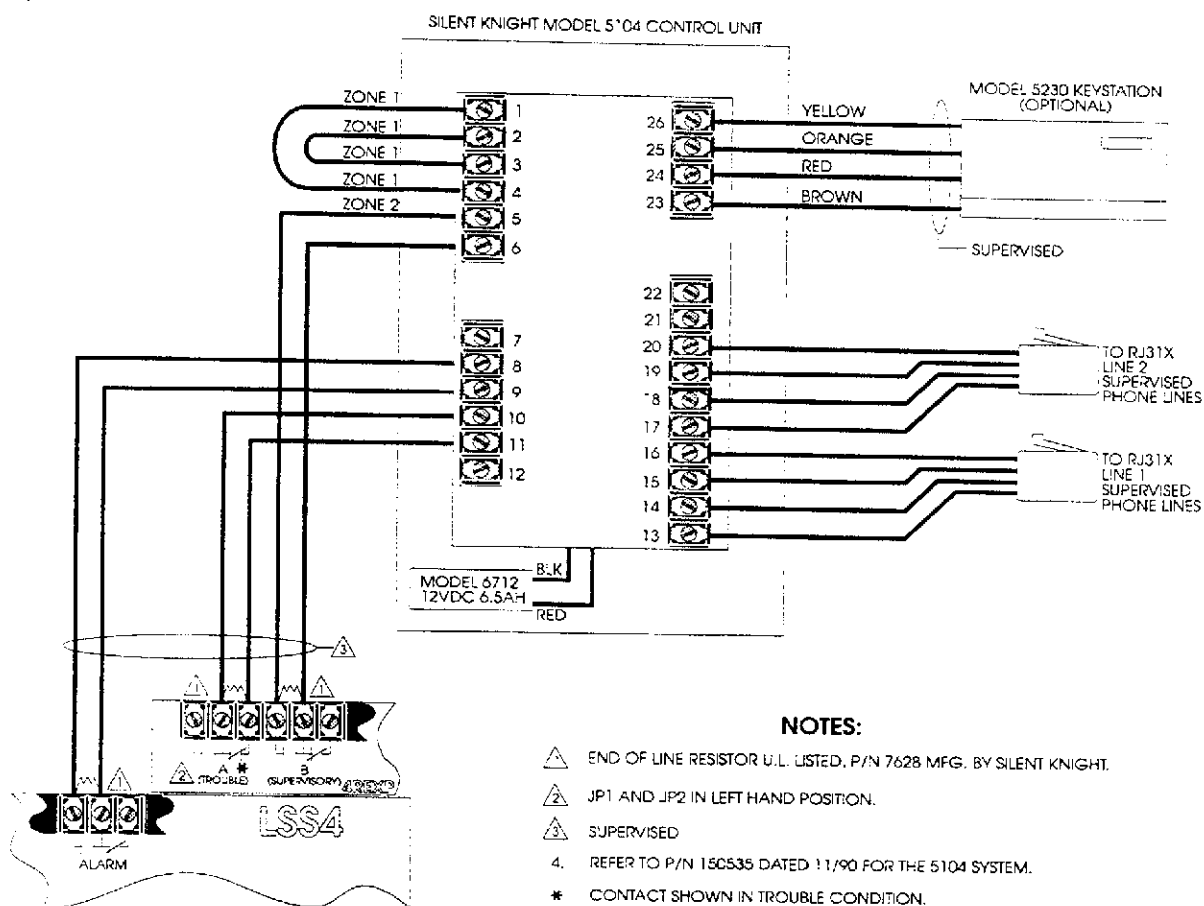 SILENT KNIGHT MODEL 5104 CONTROL UNIT
ZONE 1
ZONE 1
ZONE 1
ZONE 1
ZONE 2
1
2
3
4
5
6
7
8
9
10
11
12
26
25
24
23
22
21
20
19
18
17
16
15
14
13
YELLOW
ORANGE
RED
BROWN
MODEL 5230 KEYSTATION
(OPTIONAL)
SUPERVISED
TO RJ31X
LINE 2
SUPERVISED
PHONE LINES
TO RJ31X
LINE 1
SUPERVISED
PHONE LINES
MODEL 6712
12VDC 6.5AH
BLK
RED
3
1
1
2
A *
(TROUBLE)
B
(SUPERVISORY)
1
LSS4
ALARM
NOTES:
1 END OF LINE RESISTOR U.L. LISTED, P/N 7628 MFG. BY SILENT KNIGHT.
2 JP1 AND JP2 IN LEFT HAND POSITION.
3 SUPERVISED
4. REFER TO P/N 150535 DATED 11/90 FOR THE 5104 SYSTEM.
* CONTACT SHOWN IN TROUBLE CONDITION.